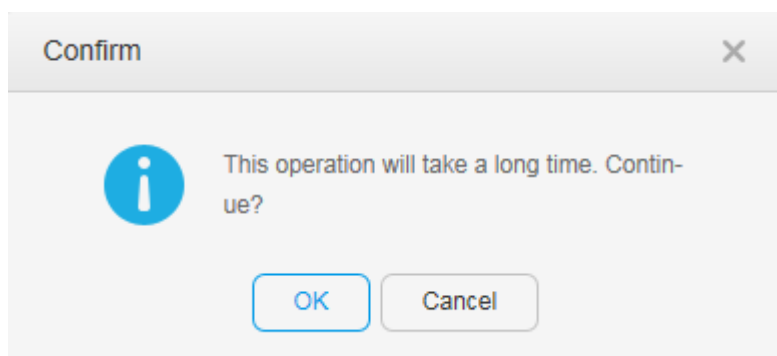 Confirm
This operation will take a long time. Contin-
ue?
OK Cancel